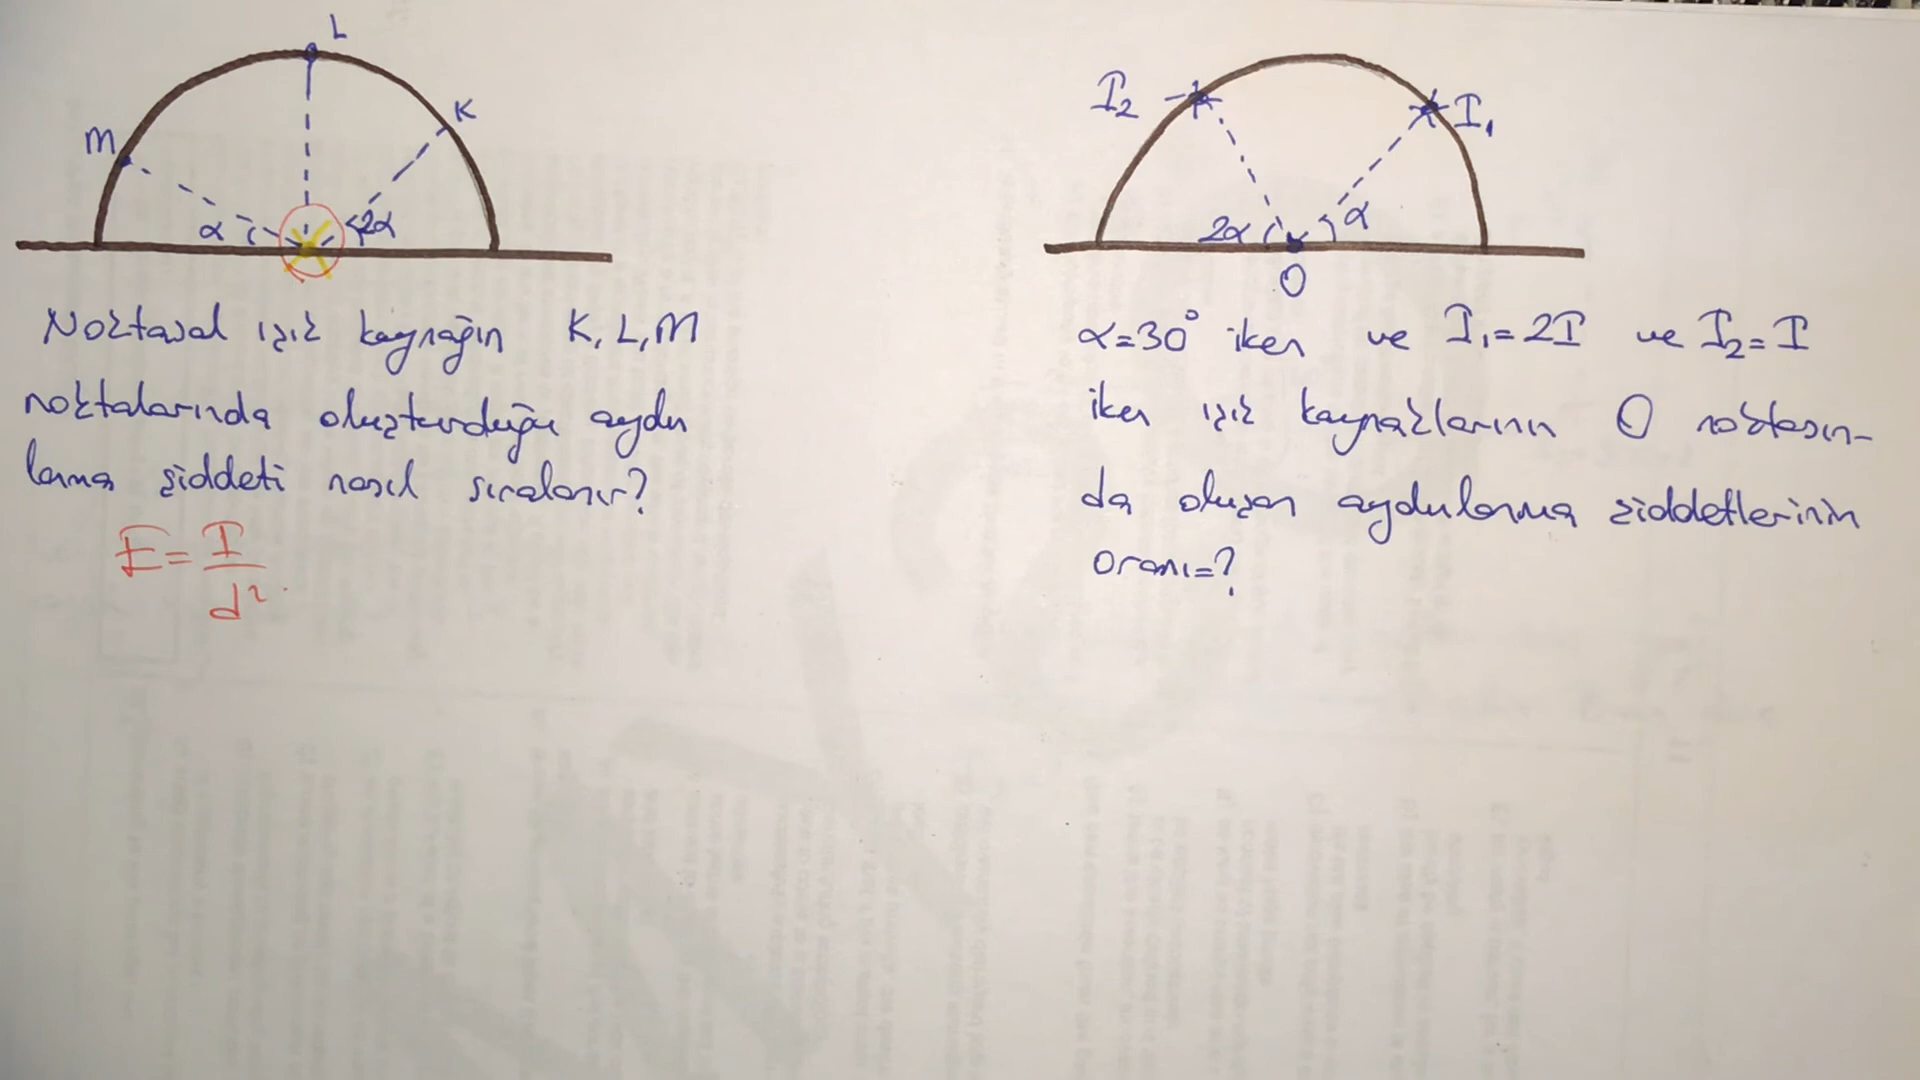 L
K
M
α
2α
Noktasal ışık kaynağın K, L, M
noktalarında oluşturduğu aydın
lanma şiddeti nasıl sıralanır?
E = I / d²
I₂
I₁
2α
α
O
α=30° iken ve I₁=2I ve I₂=I
iken ışık kaynaklarının O noktasın-
da oluşan aydınlanma şiddetlerinin
oranı=?